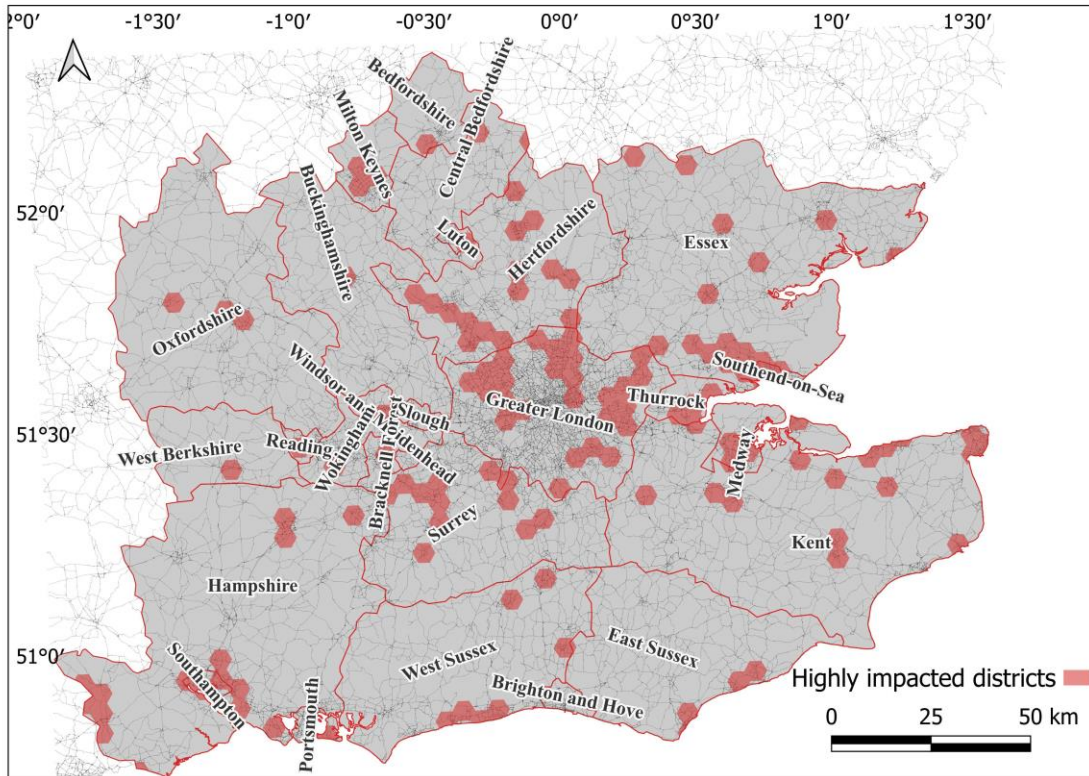 2°0′ -1°30′ -1°0′ -0°30′ 0°0′ 0°30′ 1°0′ 1°30′
Bedfordshire
Central Bedfordshire
Milton Keynes
52°0′
Buckinghamshire
Luton
Hertfordshire
Essex
Oxfordshire
Windsor and Maidenhead
Southend-on-Sea
Thurrock
Slough
Greater London
51°30′
West Berkshire
Reading
Wokingham
Bracknell Forest
Medway
Surrey
Kent
Hampshire
51°0′
West Sussex
East Sussex
Southampton
Portsmouth
Brighton and Hove
Highly impacted districts
0 25 50 km